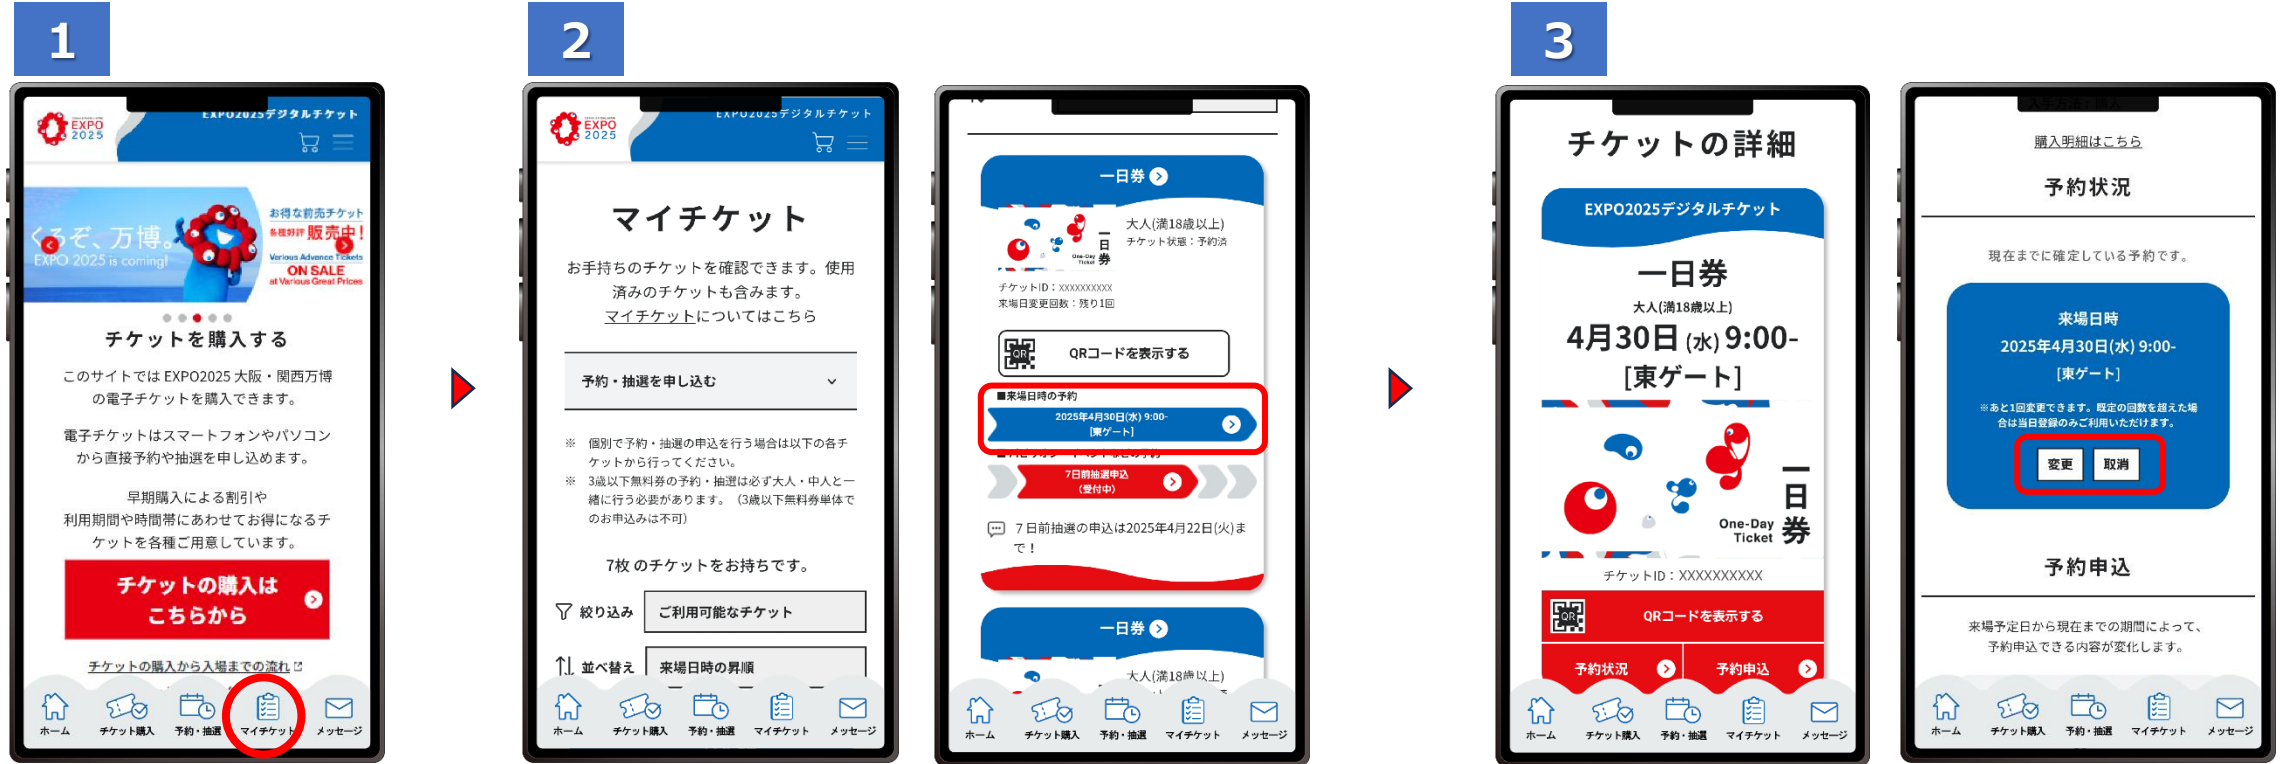 1
EXPO
2025
EXPO2025デジタルチケット
くるぞ、万博。
EXPO 2025 is coming!
お得な前売チケット
各種好評 販売中!
Various Advance Tickets
ON SALE
at Various Great Prices
チケットを購入する
このサイトでは EXPO2025 大阪・関西万博
の電子チケットを購入できます。
電子チケットはスマートフォンやパソコン
から直接予約や抽選を申し込めます。
早期購入による割引や
利用期間や時間帯にあわせてお得になるチ
ケットを各種ご用意しています。
チケットの購入は
こちらから
チケットの購入から入場までの流れ
ホーム
チケット購入
予約・抽選
マイチケット
メッセージ
2
EXPO
2025
EXPO2025デジタルチケット
マイチケット
お手持ちのチケットを確認できます。使用
済みのチケットも含みます。
マイチケットについてはこちら
予約・抽選を申し込む
※ 個別で予約・抽選の申込を行う場合は以下の各チ
ケットから行ってください。
※ 3歳以下無料券の予約・抽選は必ず大人・中人と一
緒に行う必要があります。（3歳以下無料券単体で
のお申込みは不可）
7枚 のチケットをお持ちです。
絞り込み
ご利用可能なチケット
並べ替え
来場日時の昇順
ホーム
チケット購入
予約・抽選
マイチケット
メッセージ
一日券
一日券
One-Day
Ticket
大人(満18歳以上)
チケット状態：予約済
チケットID：XXXXXXXXXX
来場日変更回数：残り1回
QR
QRコードを表示する
■来場日時の予約
2025年4月30日(水) 9:00-
[東ゲート]
7日前抽選申込
(受付中)
7日前抽選の申込は2025年4月22日(火)ま
で！
一日券
大人(満18歳以上)
ホーム
チケット購入
予約・抽選
マイチケット
メッセージ
3
チケットの詳細
EXPO2025デジタルチケット
一日券
大人(満18歳以上)
4月30日 (水) 9:00-
[東ゲート]
一日券
One-Day
Ticket
チケットID：XXXXXXXXXX
QR
QRコードを表示する
予約状況
予約申込
ホーム
チケット購入
予約・抽選
マイチケット
メッセージ
入手方法：購入
購入明細はこちら
予約状況
現在までに確定している予約です。
来場日時
2025年4月30日(水) 9:00-
[東ゲート]
※あと1回変更できます。既定の回数を超えた場
合は当日登録のみご利用いただけます。
変更
取消
予約申込
来場予定日から現在までの期間によって、
予約申込できる内容が変化します。
ホーム
チケット購入
予約・抽選
マイチケット
メッセージ